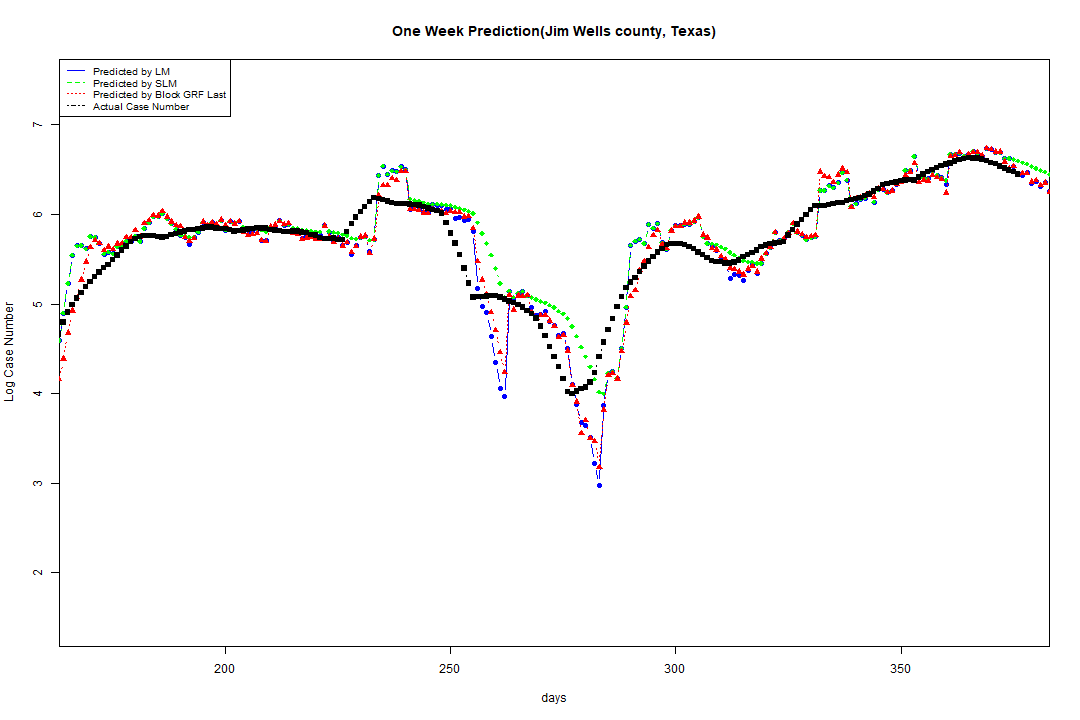 One Week Prediction(Jim Wells county, Texas)
Predicted by LM
Predicted by SLM
Predicted by Block GRF Last
Actual Case Number
7
6
5
4
3
2
Log Case Number
200 250 300 350
days